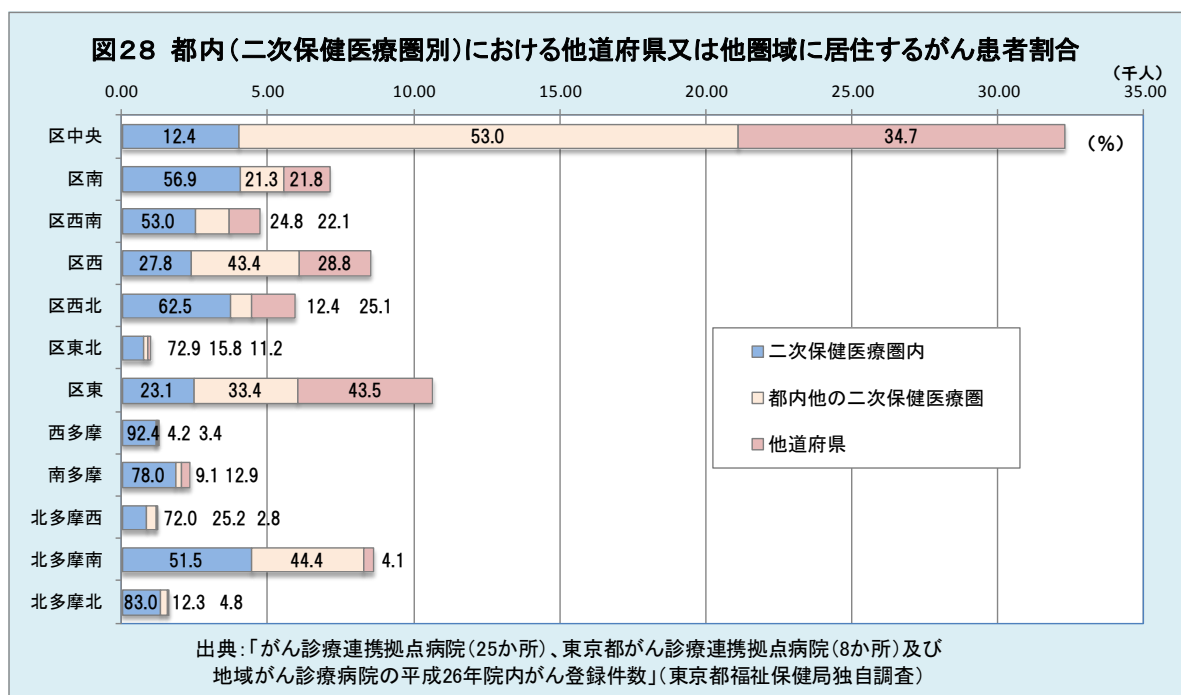 図28 都内(二次保健医療圏別)における他道府県又は他圏域に居住するがん患者割合
(千人)
0.00 5.00 10.00 15.00 20.00 25.00 30.00 35.00
区中央 12.4 53.0 34.7 (%)
区南 56.9 21.3 21.8
区西南 53.0 24.8 22.1
区西 27.8 43.4 28.8
区西北 62.5 12.4 25.1
区東北 72.9 15.8 11.2
区東 23.1 33.4 43.5
西多摩 92.4 4.2 3.4
南多摩 78.0 9.1 12.9
北多摩西 72.0 25.2 2.8
北多摩南 51.5 44.4 4.1
北多摩北 83.0 12.3 4.8
二次保健医療圏内
都内他の二次保健医療圏
他道府県
出典:「がん診療連携拠点病院(25か所)、東京都がん診療連携拠点病院(8か所)及び
地域がん診療病院の平成26年院内がん登録件数」(東京都福祉保健局独自調査)